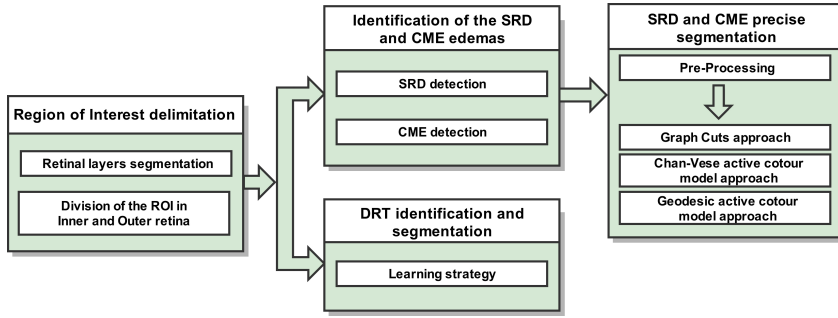 Region of Interest delimitation
Retinal layers segmentation
Division of the ROI in
Inner and Outer retina
Identification of the SRD
and CME edemas
SRD detection
CME detection
DRT identification and
segmentation
Learning strategy
SRD and CME precise
segmentation
Pre-Processing
Graph Cuts approach
Chan-Vese active cotour
model approach
Geodesic active cotour
model approach